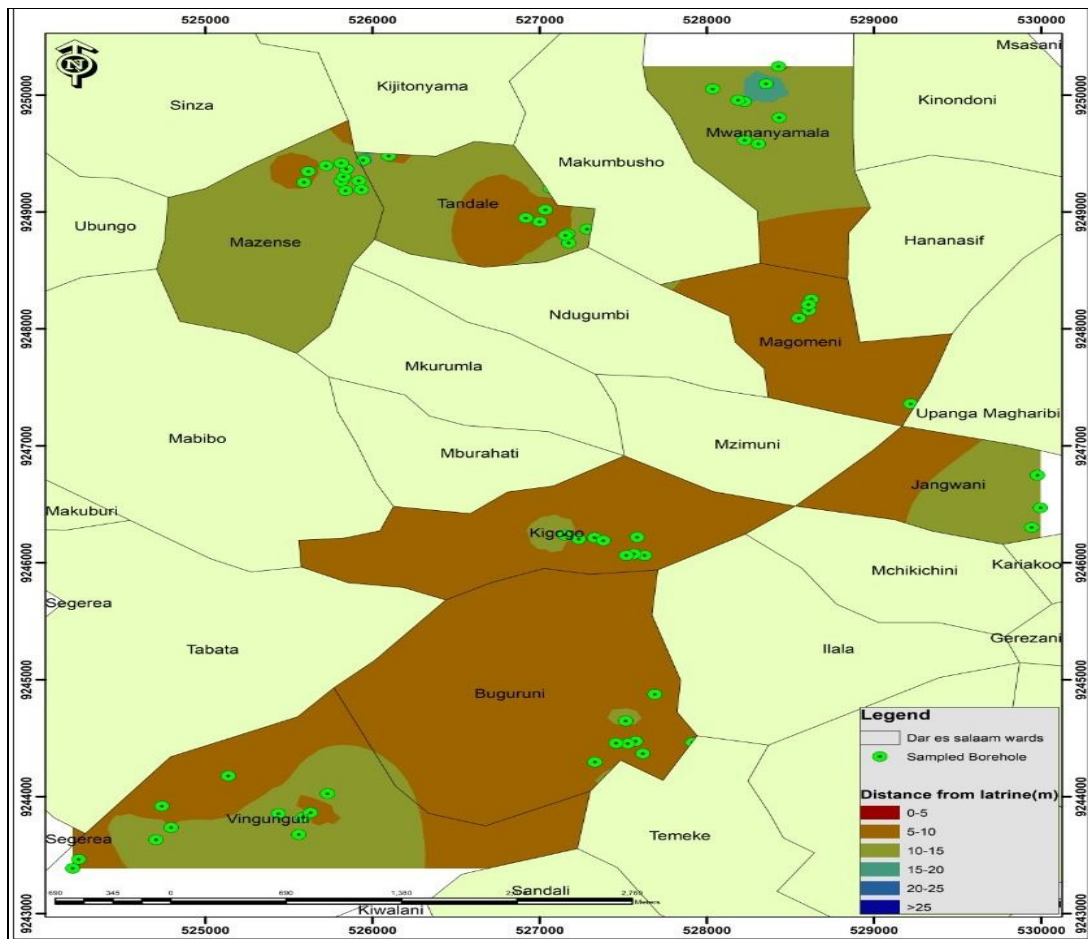 525000 526000 527000 528000 529000 530000
Msasani
N
Kijitonyama
9250000 9250000
Sinza
Kinondoni
Mwananyamala
Makumbusho
Tandale
9249000 9249000
Ubungo
Mazense
Hananasif
Ndugumbi
9248000 9248000
Magomeni
Mkurumla
Upanga Magharibi
Mabibo
Mzimuni
9247000 9247000
Mburahati
Jangwani
Makuburi
Kigogo
9246000 9246000
Mchikichini
Kariakoo
Segerea
Gerezani
Tabata
Ilala
9245000 9245000
Buguruni
Legend
Dar es salaam wards
Sampled Borehole
Distance from latrine(m)
0-5
5-10
10-15
15-20
20-25
>25
9244000 9244000
Vingunguti
Segerea
Temeke
Sandali
690 345 0 690 1,380 2,760
Meters
Kiwalani
9243000 9243000
525000 526000 527000 528000 529000 530000